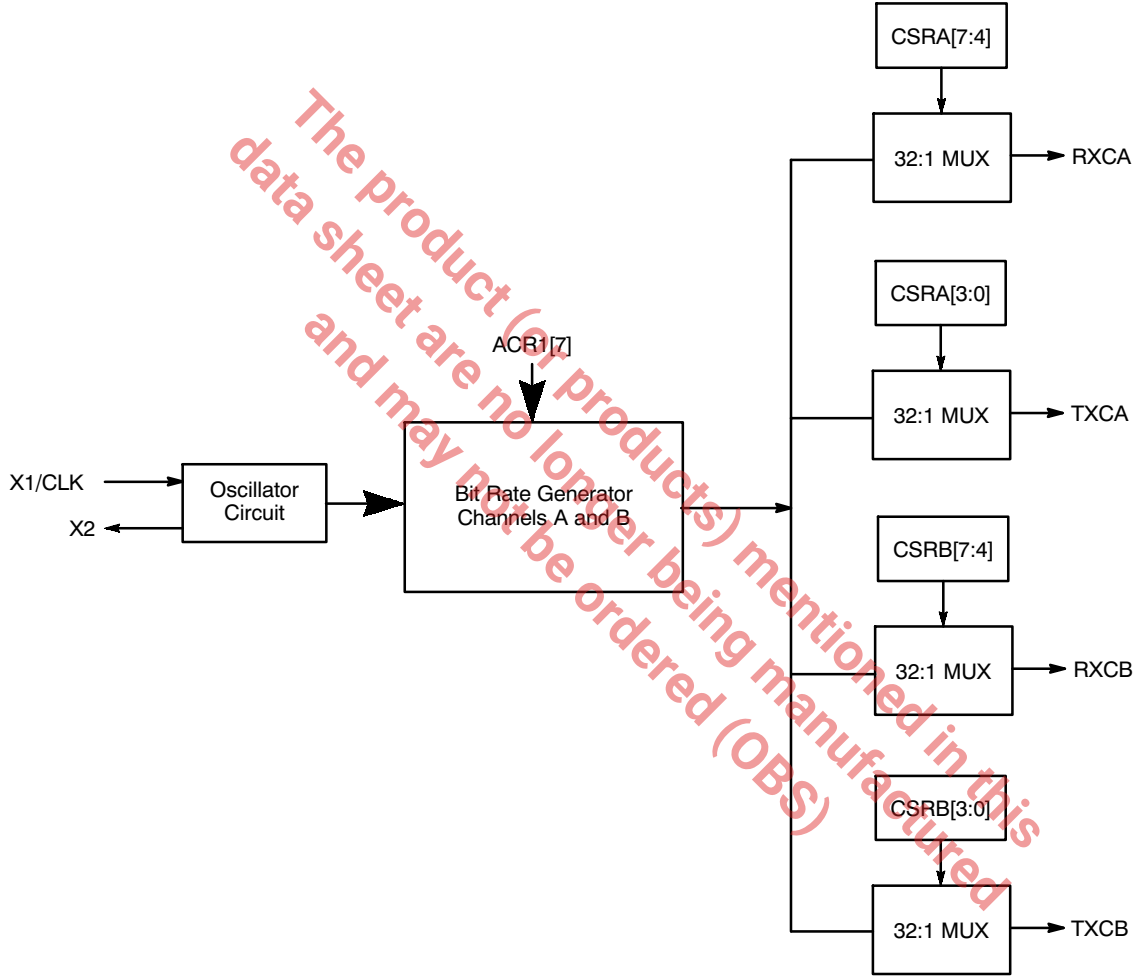 CSRA[7:4]
32:1 MUX
RXCA
CSRA[3:0]
32:1 MUX
TXCA
ACR1[7]
X1/CLK
X2
Oscillator
Circuit
Bit Rate Generator
Channels A and B
CSRB[7:4]
32:1 MUX
RXCB
CSRB[3:0]
32:1 MUX
TXCB
The product (or products) mentioned in this
data sheet are no longer being manufactured
and may not be ordered (OBS)